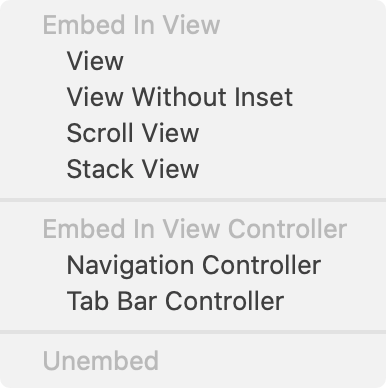 Embed In View
View
View Without Inset
Scroll View
Stack View
Embed In View Controller
Navigation Controller
Tab Bar Controller
Unembed